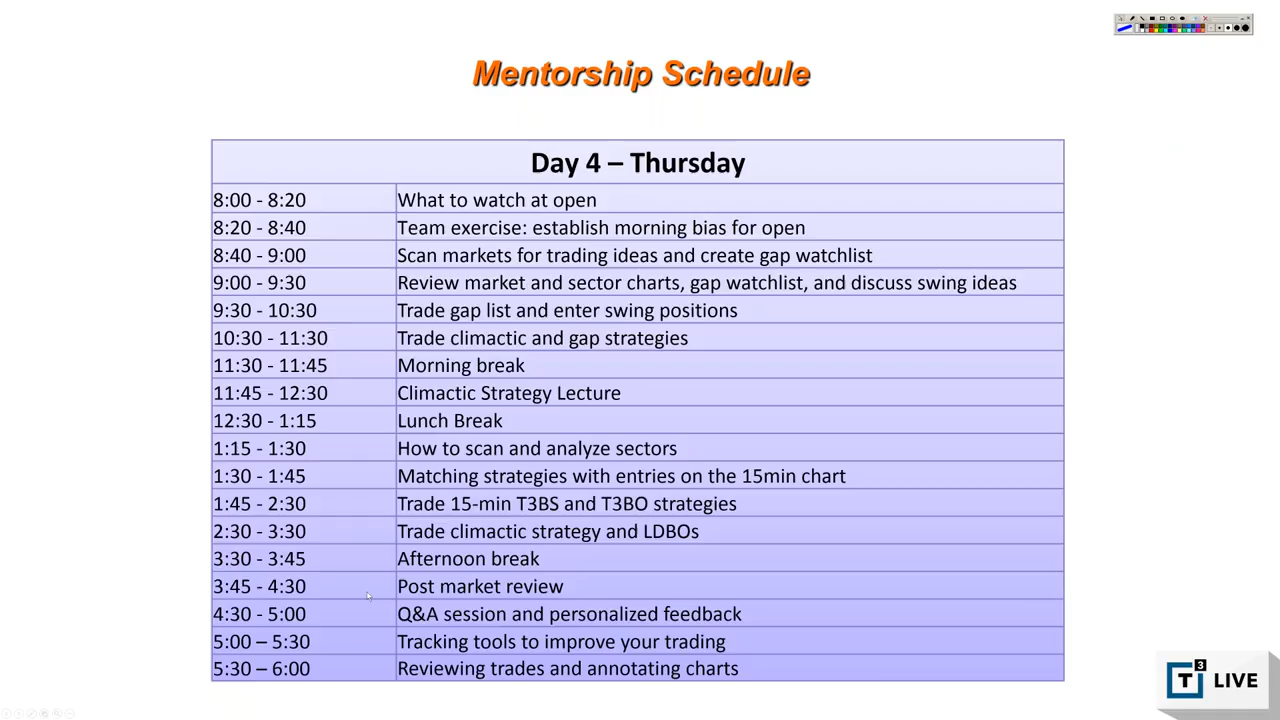 Mentorship Schedule
Day 4 – Thursday
8:00 - 8:20 What to watch at open
8:20 - 8:40 Team exercise: establish morning bias for open
8:40 - 9:00 Scan markets for trading ideas and create gap watchlist
9:00 - 9:30 Review market and sector charts, gap watchlist, and discuss swing ideas
9:30 - 10:30 Trade gap list and enter swing positions
10:30 - 11:30 Trade climactic and gap strategies
11:30 - 11:45 Morning break
11:45 - 12:30 Climactic Strategy Lecture
12:30 - 1:15 Lunch Break
1:15 - 1:30 How to scan and analyze sectors
1:30 - 1:45 Matching strategies with entries on the 15min chart
1:45 - 2:30 Trade 15-min T3BS and T3BO strategies
2:30 - 3:30 Trade climactic strategy and LDBOs
3:30 - 3:45 Afternoon break
3:45 - 4:30 Post market review
4:30 - 5:00 Q&A session and personalized feedback
5:00 – 5:30 Tracking tools to improve your trading
5:30 – 6:00 Reviewing trades and annotating charts
T3 LIVE